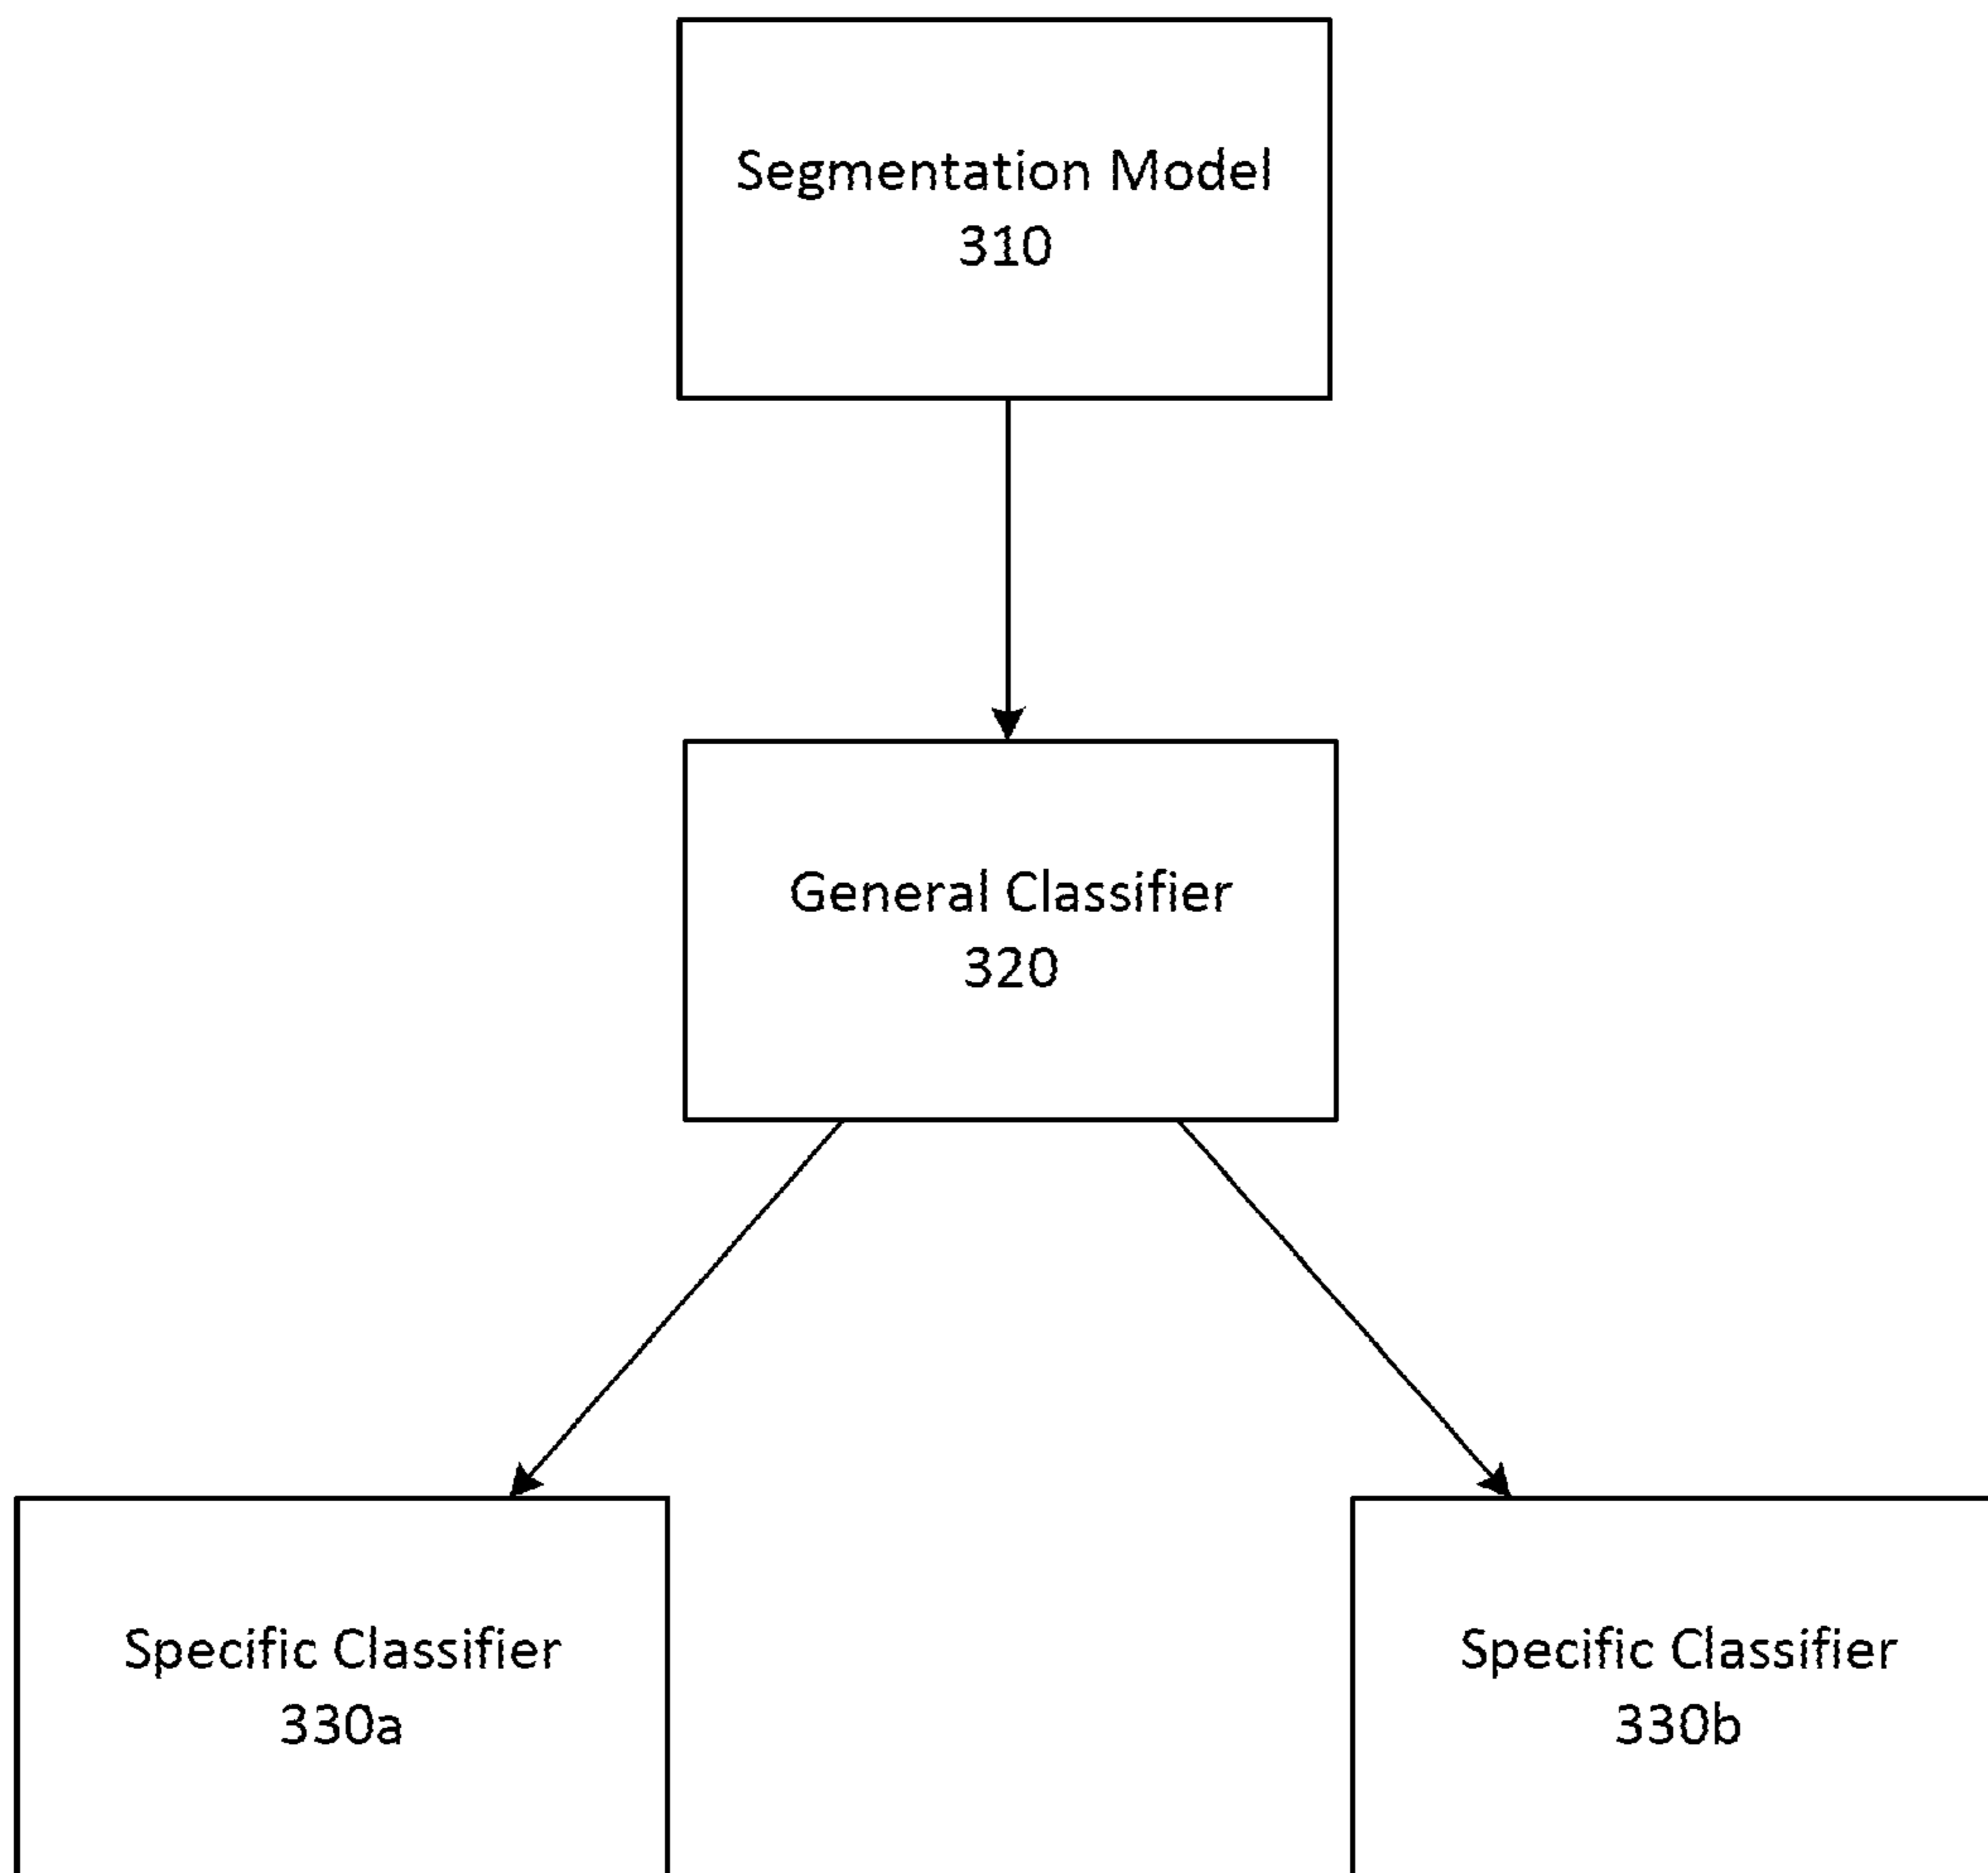 Segmentation Model
310
General Classifier
320
Specific Classifier
330a
Specific Classifier
330b